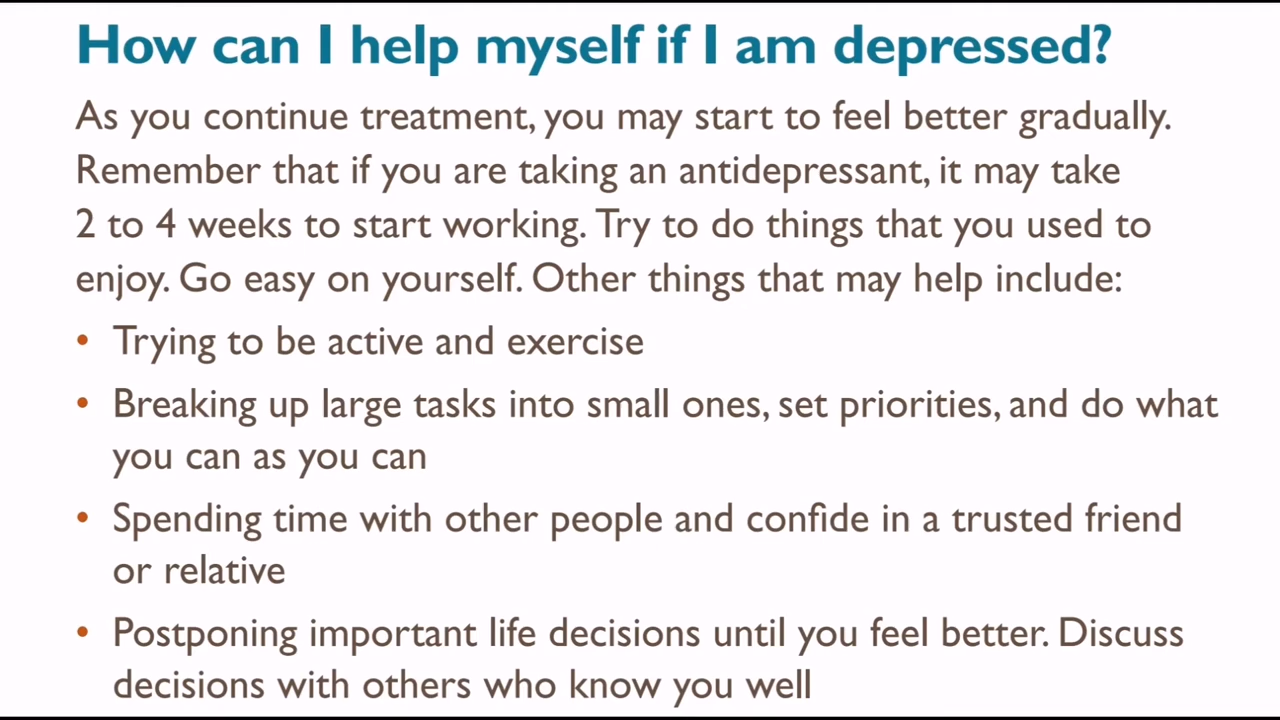 How can I help myself if I am depressed?
As you continue treatment, you may start to feel better gradually.
Remember that if you are taking an antidepressant, it may take
2 to 4 weeks to start working. Try to do things that you used to
enjoy. Go easy on yourself. Other things that may help include:
• Trying to be active and exercise
• Breaking up large tasks into small ones, set priorities, and do what
you can as you can
• Spending time with other people and confide in a trusted friend
or relative
• Postponing important life decisions until you feel better. Discuss
decisions with others who know you well